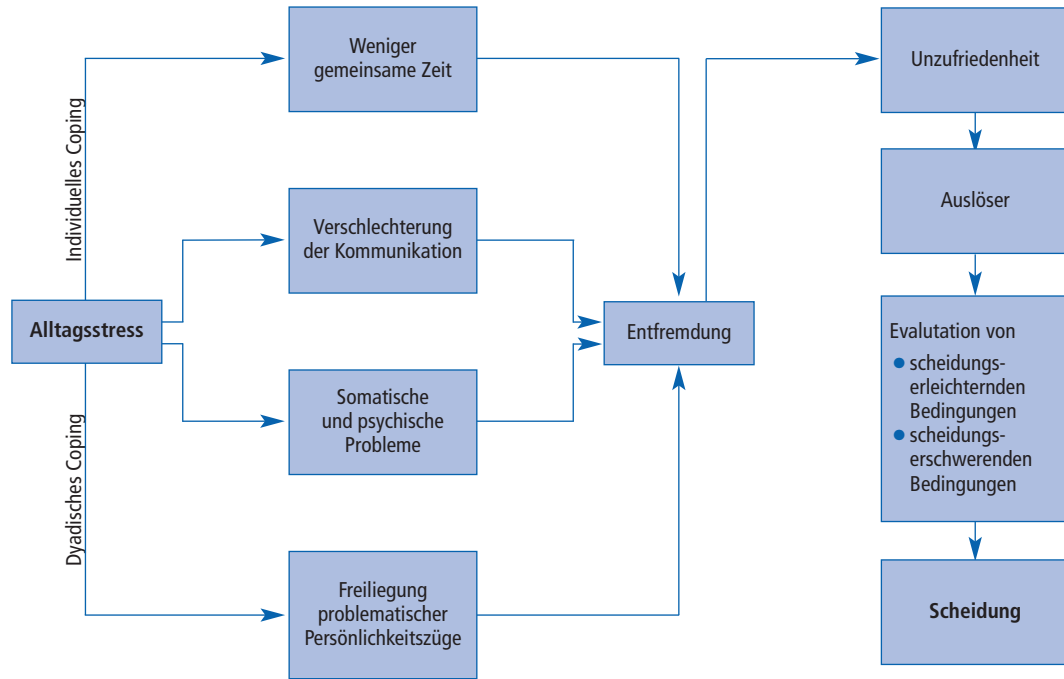 Weniger
gemeinsame Zeit
Unzufriedenheit
Individuelles Coping
Auslöser
Verschlechterung
der Kommunikation
Alltagsstress
Entfremdung
Evalutation von
● scheidungs-
erleichternden
Bedingungen
● scheidungs-
erschwerenden
Bedingungen
Somatische
und psychische
Probleme
Dyadisches Coping
Freiliegung
problematischer
Persönlichkeitszüge
Scheidung